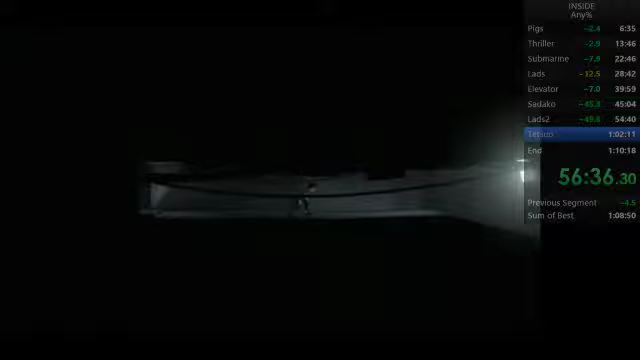 INSIDE
Any%
Pigs -2.4 6:35
Thriller -2.9 13:46
Submarine -7.9 22:46
Lads -12.5 28:42
Elevator -7.0 39:59
Sadako -45.3 45:04
Lads2 -49.8 54:40
Tetsuo 1:02:11
End 1:10:18
56:36.30
Previous Segment -4.5
Sum of Best 1:08:50